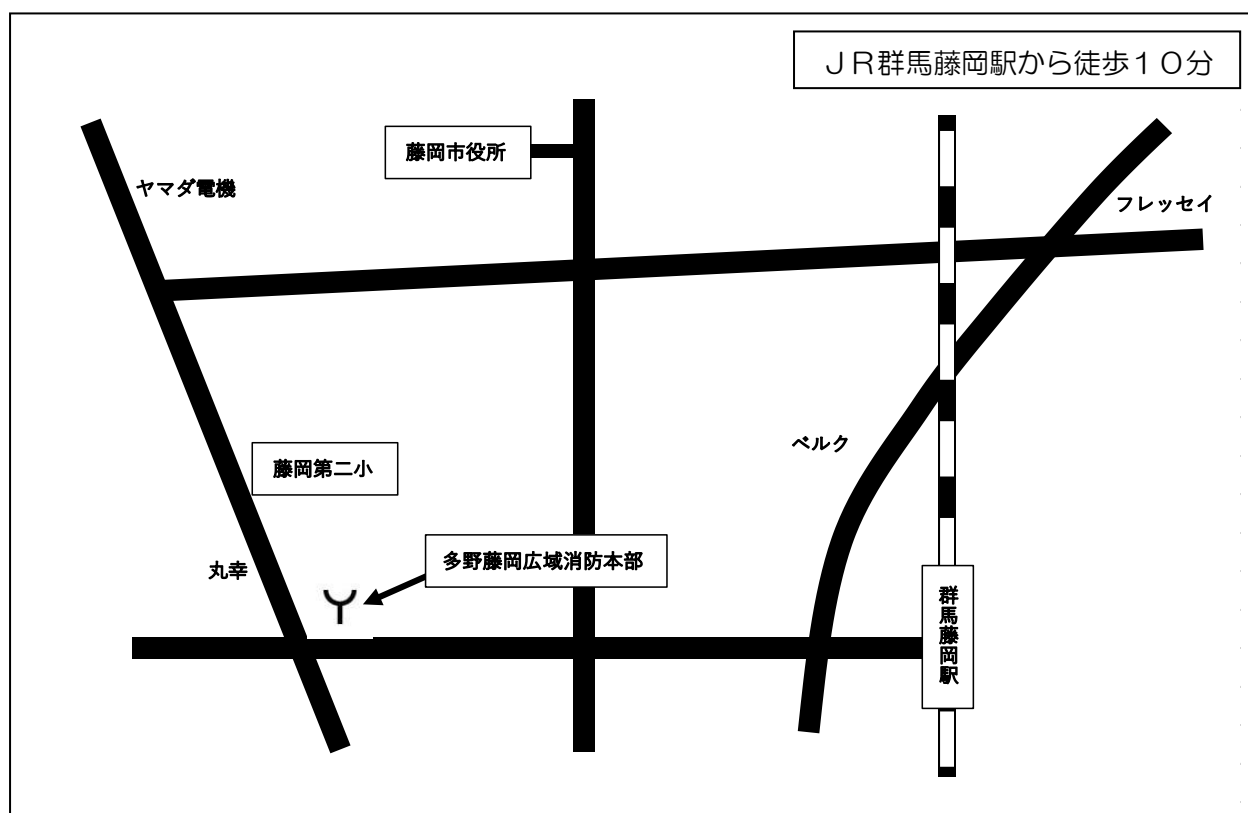 ＪＲ群馬藤岡駅から徒歩１０分
藤岡市役所
ヤマダ電機
フレッセイ
ベルク
藤岡第二小
多野藤岡広域消防本部
丸幸
群馬藤岡駅